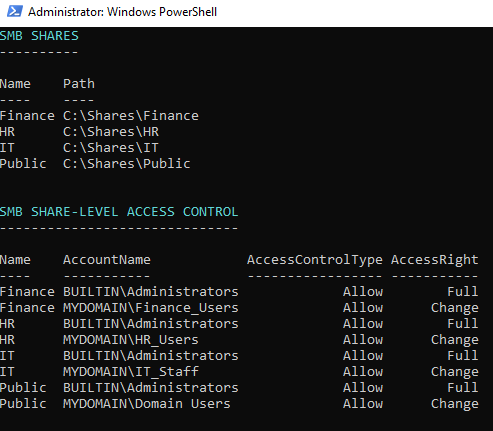 Administrator: Windows PowerShell
SMB SHARES
----------
Name    Path
----    ----
Finance C:\Shares\Finance
HR      C:\Shares\HR
IT      C:\Shares\IT
Public  C:\Shares\Public
SMB SHARE-LEVEL ACCESS CONTROL
------------------------------
Name    AccountName            AccessControlType AccessRight
----    -----------            ----------------- -----------
Finance BUILTIN\Administrators             Allow        Full
Finance MYDOMAIN\Finance_Users             Allow      Change
HR      BUILTIN\Administrators             Allow        Full
HR      MYDOMAIN\HR_Users                  Allow      Change
IT      BUILTIN\Administrators             Allow        Full
IT      MYDOMAIN\IT_Staff                  Allow      Change
Public  BUILTIN\Administrators             Allow        Full
Public  MYDOMAIN\Domain Users              Allow      Change